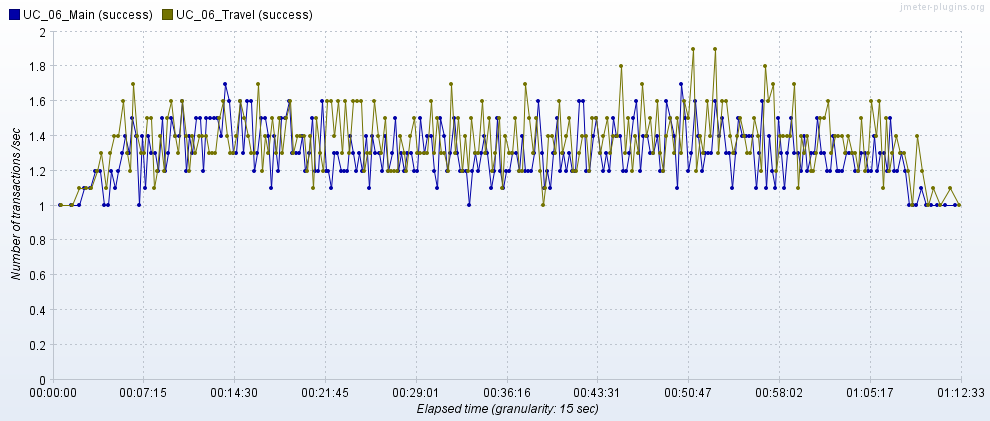 UC_06_Main (success) UC_06_Travel (success)
jmeter-plugins.org
2
1.8
1.6
1.4
1.2
1
0.8
0.6
0.4
0.2
0
Number of transactions/sec
00:00:00 00:07:15 00:14:30 00:21:45 00:29:01 00:36:16 00:43:31 00:50:47 00:58:02 01:05:17 01:12:33
Elapsed time (granularity: 15 sec)